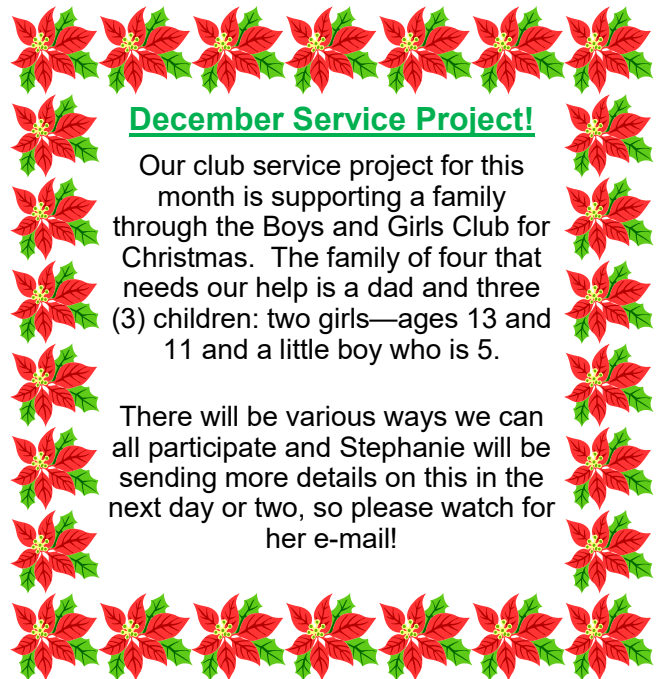 December Service Project!
Our club service project for this
month is supporting a family
through the Boys and Girls Club for
Christmas.  The family of four that
needs our help is a dad and three
(3) children: two girls—ages 13 and
11 and a little boy who is 5.
There will be various ways we can
all participate and Stephanie will be
sending more details on this in the
next day or two, so please watch for
her e-mail!